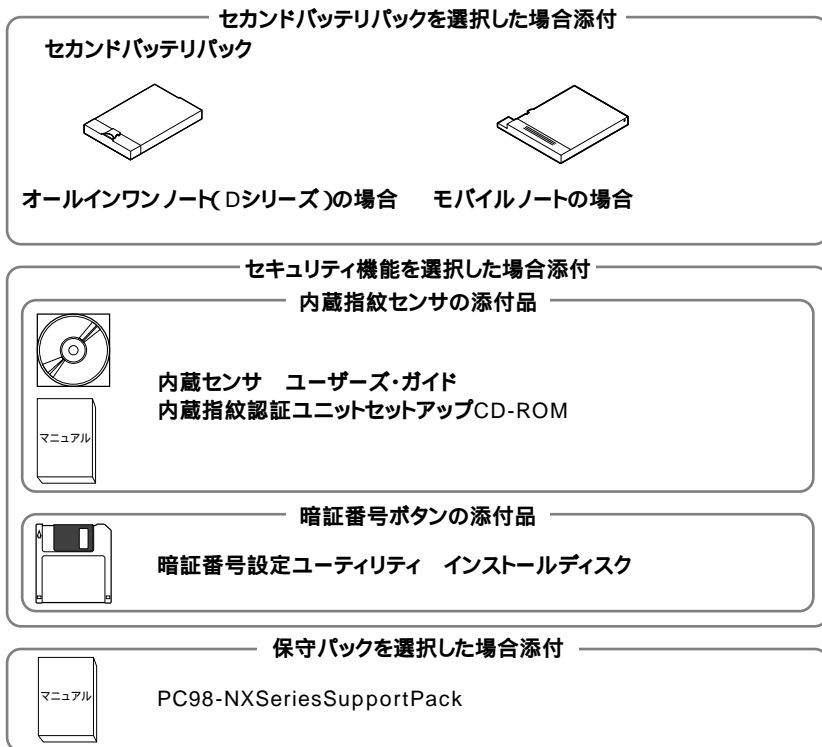 セカンドバッテリパックを選択した場合添付
セカンドバッテリパック
オールインワンノート(Dシリーズ)の場合　モバイルノートの場合
セキュリティ機能を選択した場合添付
内蔵指紋センサの添付品
内蔵センサ　ユーザーズ・ガイド
内蔵指紋認証ユニットセットアップCD-ROM
マニュアル
暗証番号ボタンの添付品
暗証番号設定ユーティリティ　インストールディスク
保守パックを選択した場合添付
マニュアル
PC98-NXSeriesSupportPack